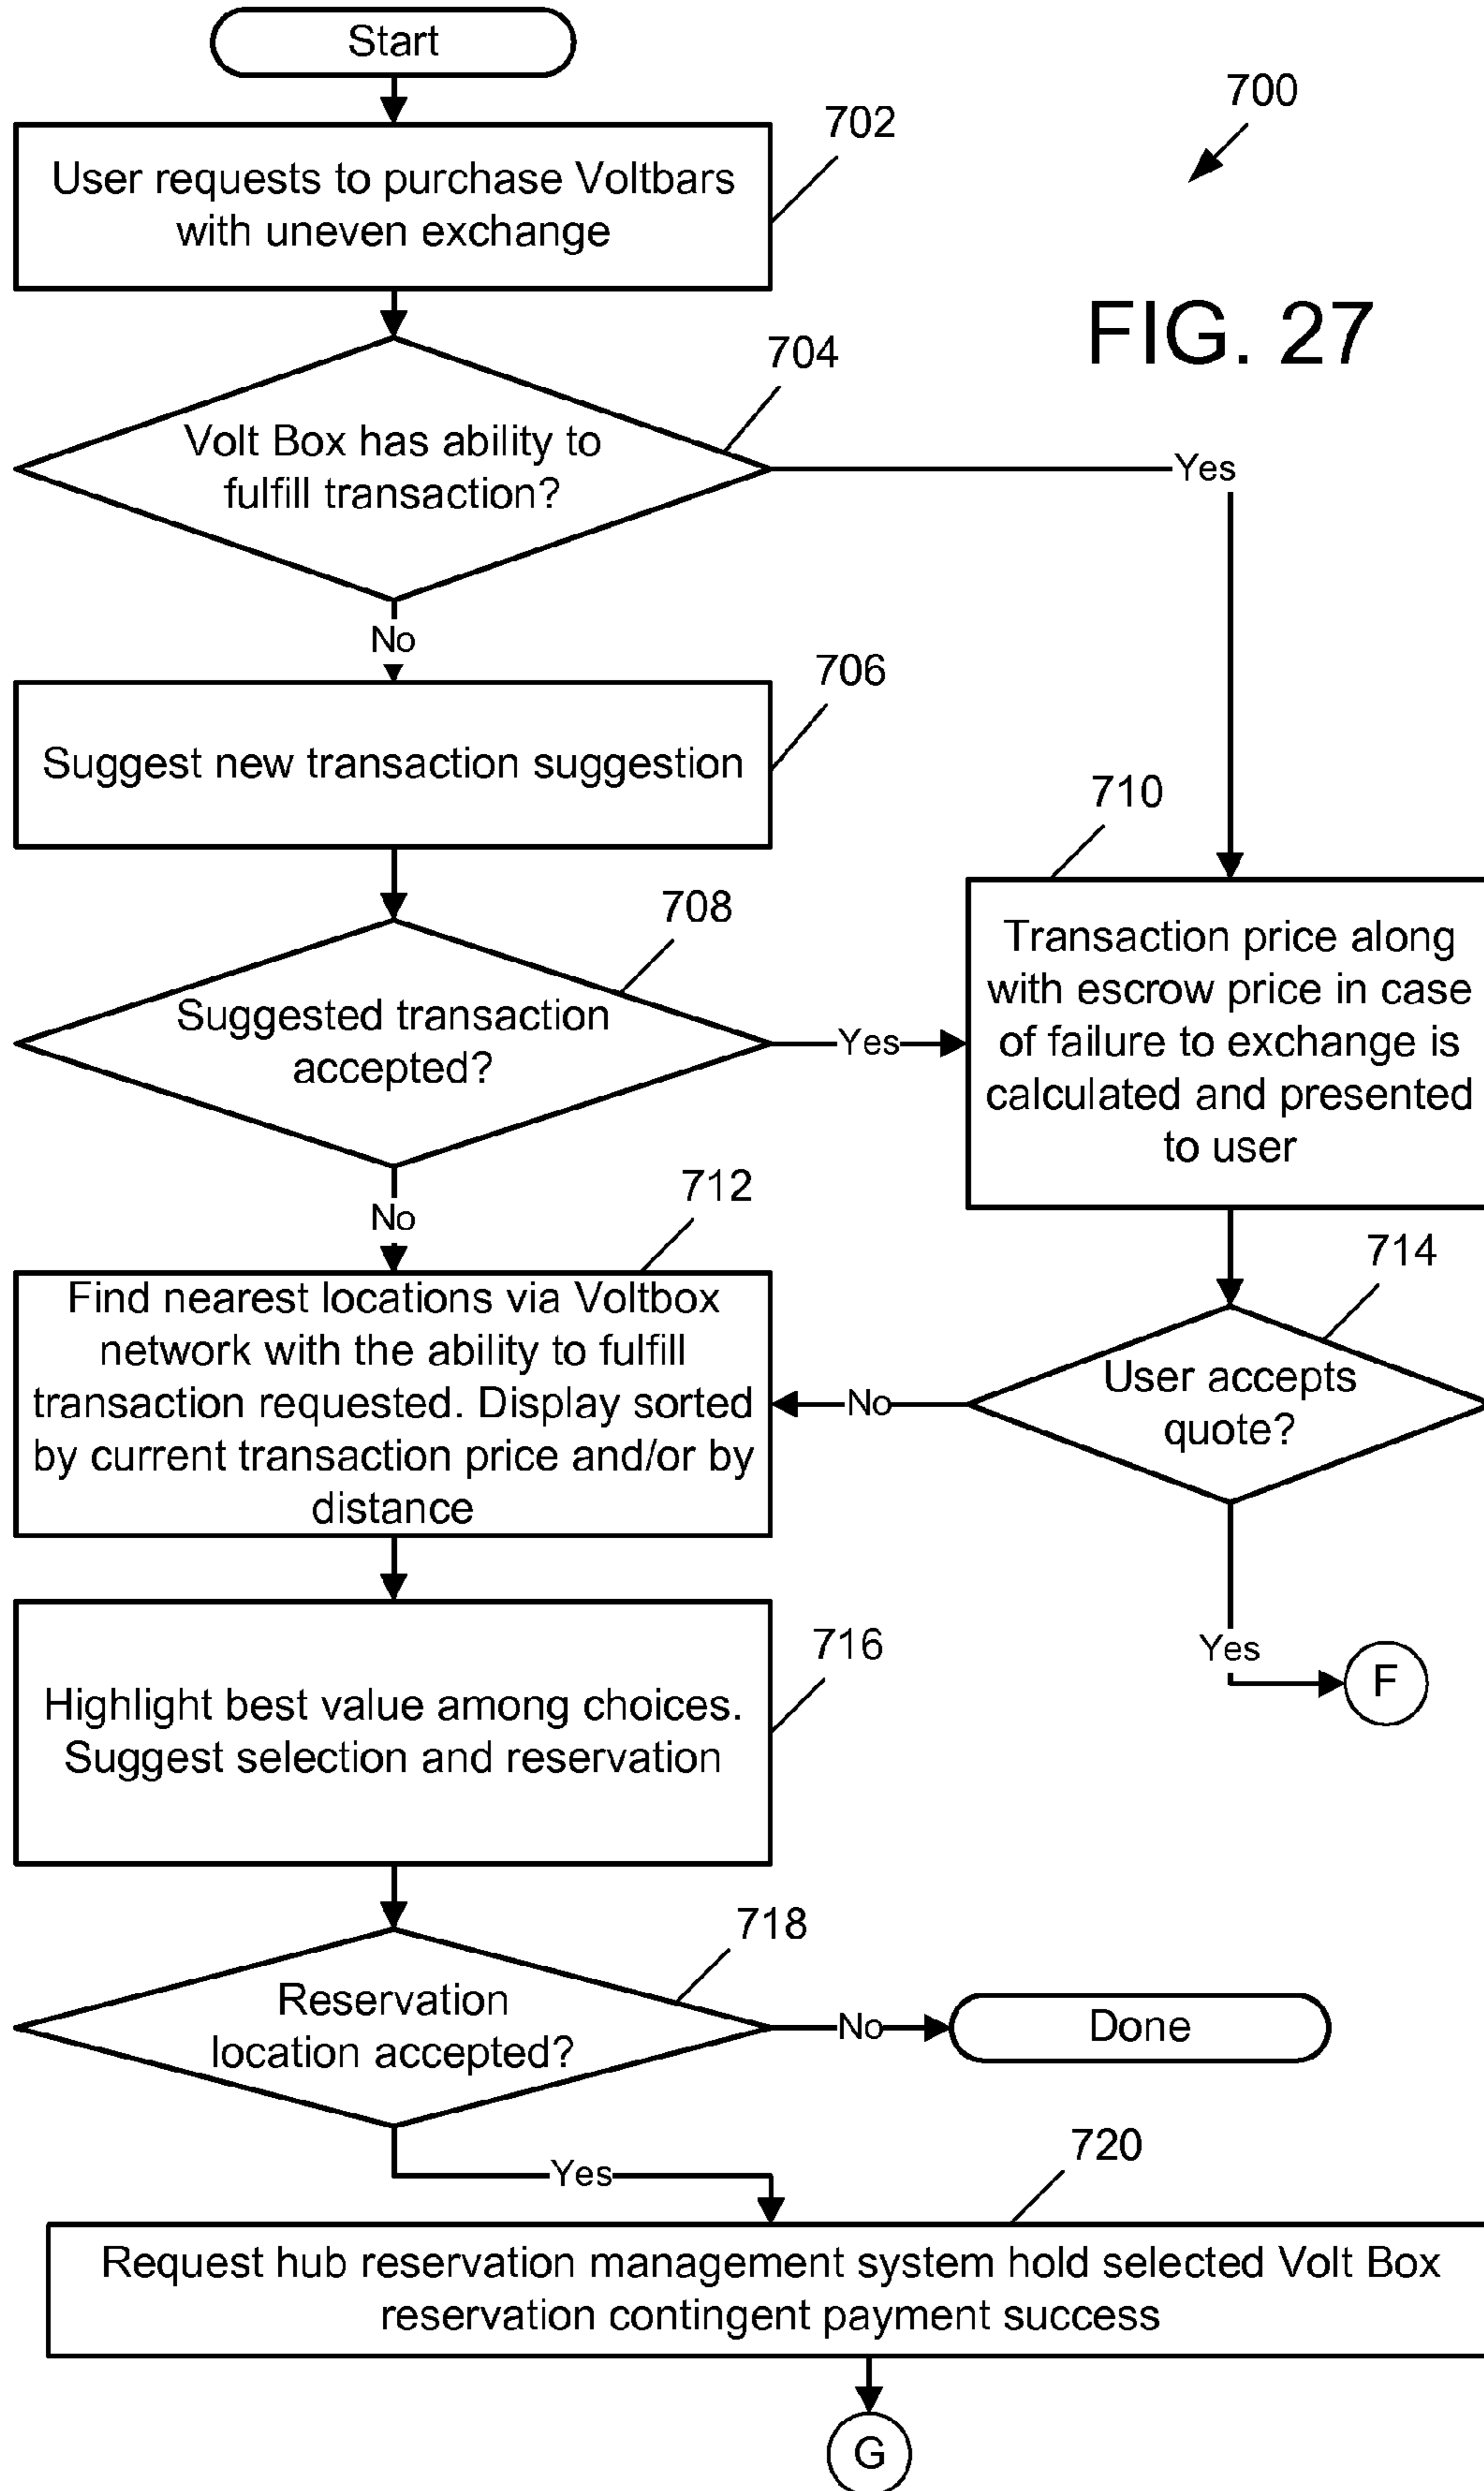 Start
700
702
User requests to purchase Voltbars
with uneven exchange
FIG. 27
704
Volt Box has ability to
fulfill transaction?
Yes
No
706
Suggest new transaction suggestion
710
708
Transaction price along
with escrow price in case
of failure to exchange is
calculated and presented
to user
Suggested transaction
accepted?
Yes
No
712
714
Find nearest locations via Voltbox
network with the ability to fulfill
transaction requested. Display sorted
by current transaction price and/or by
distance
No
User accepts
quote?
Yes
F
716
Highlight best value among choices.
Suggest selection and reservation
718
Reservation
location accepted?
No
Done
Yes
720
Request hub reservation management system hold selected Volt Box
reservation contingent payment success
G